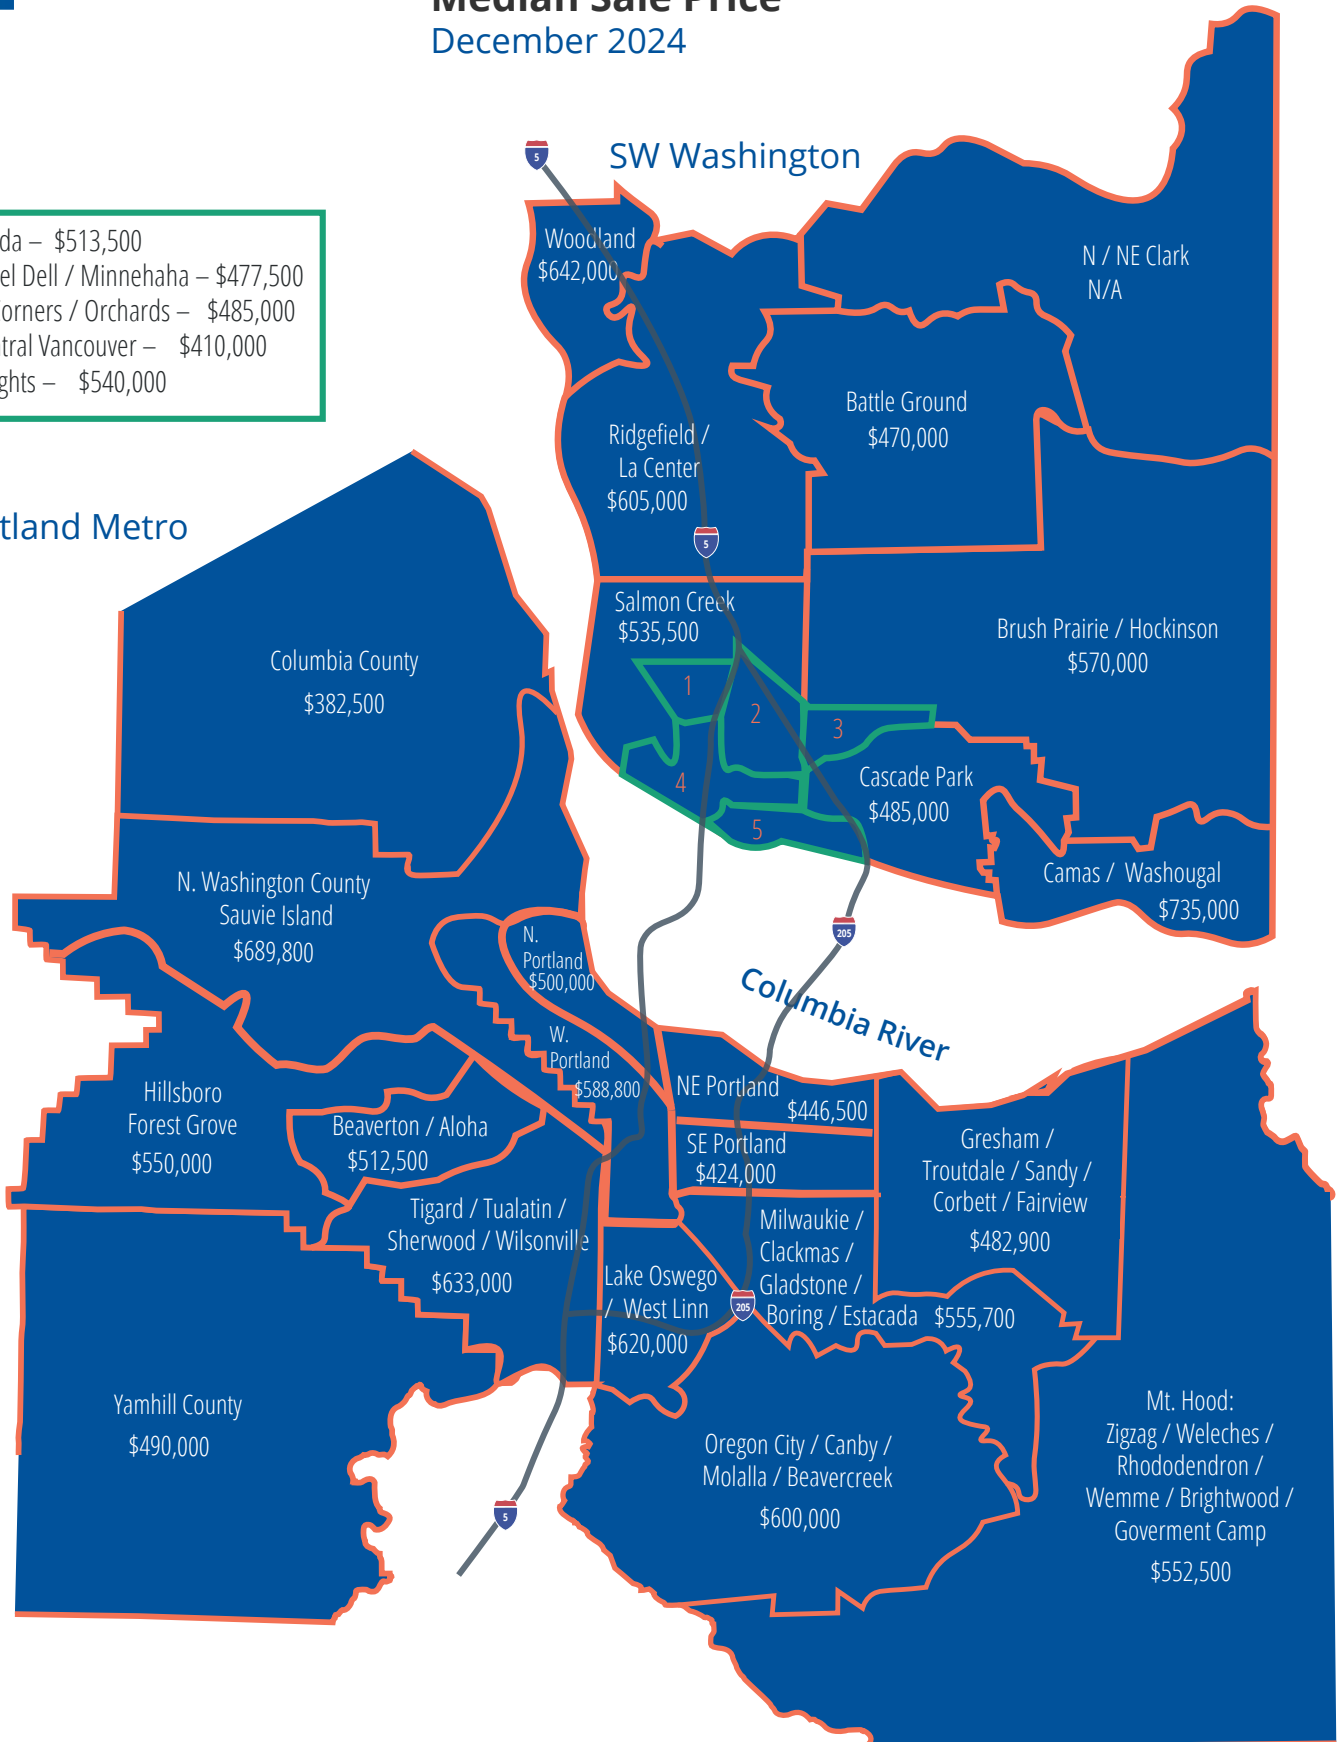 Median Sale Price
December 2024
SW Washington
da – $513,500
el Dell / Minnehaha – $477,500
orners / Orchards – $485,000
tral Vancouver – $410,000
ghts – $540,000
Woodland
$642,000
N / NE Clark
N/A
Battle Ground
$470,000
Ridgefield /
La Center
$605,000
5
5
Salmon Creek
$535,500
Brush Prairie / Hockinson
$570,000
1
2
3
4
5
Cascade Park
$485,000
Camas / Washougal
$735,000
205
Columbia River
tland Metro
Columbia County
$382,500
N. Washington County
Sauvie Island
$689,800
N.
Portland
$500,000
W.
Portland
$588,800
NE Portland
$446,500
SE Portland
$424,000
Hillsboro
Forest Grove
$550,000
Beaverton / Aloha
$512,500
Tigard / Tualatin /
Sherwood / Wilsonville
$633,000
Gresham /
Troutdale / Sandy /
Corbett / Fairview
$482,900
Milwaukie /
Clackmas /
Gladstone /
Boring / Estacada $555,700
Lake Oswego
/ West Linn
$620,000
205
Yamhill County
$490,000
Oregon City / Canby /
Molalla / Beavercreek
$600,000
Mt. Hood:
Zigzag / Weleches /
Rhododendron /
Wemme / Brightwood /
Goverment Camp
$552,500
5